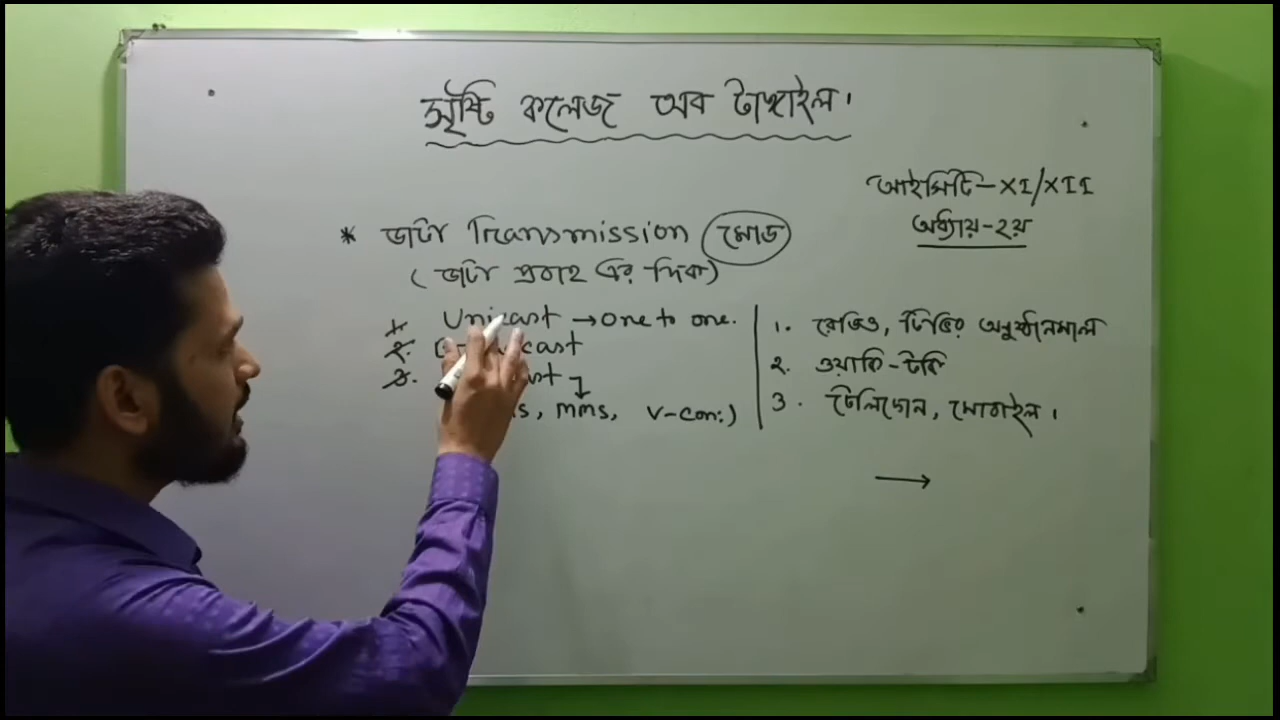 সৃষ্টি কলেজ অব টাঙ্গাইল।
আইসিটি-XI/XII
অধ্যায়-২য়
* ডাটা Transmission মোড
(ডাটা প্রবাহ এর দিক)
১. Unicast → One to one.
২.
৩.
mms, v-con:)
১. রেডিও, টিভির অনুষ্ঠানমালা
২. ওয়াকি-টকি
৩. টেলিফোন, মোবাইল।